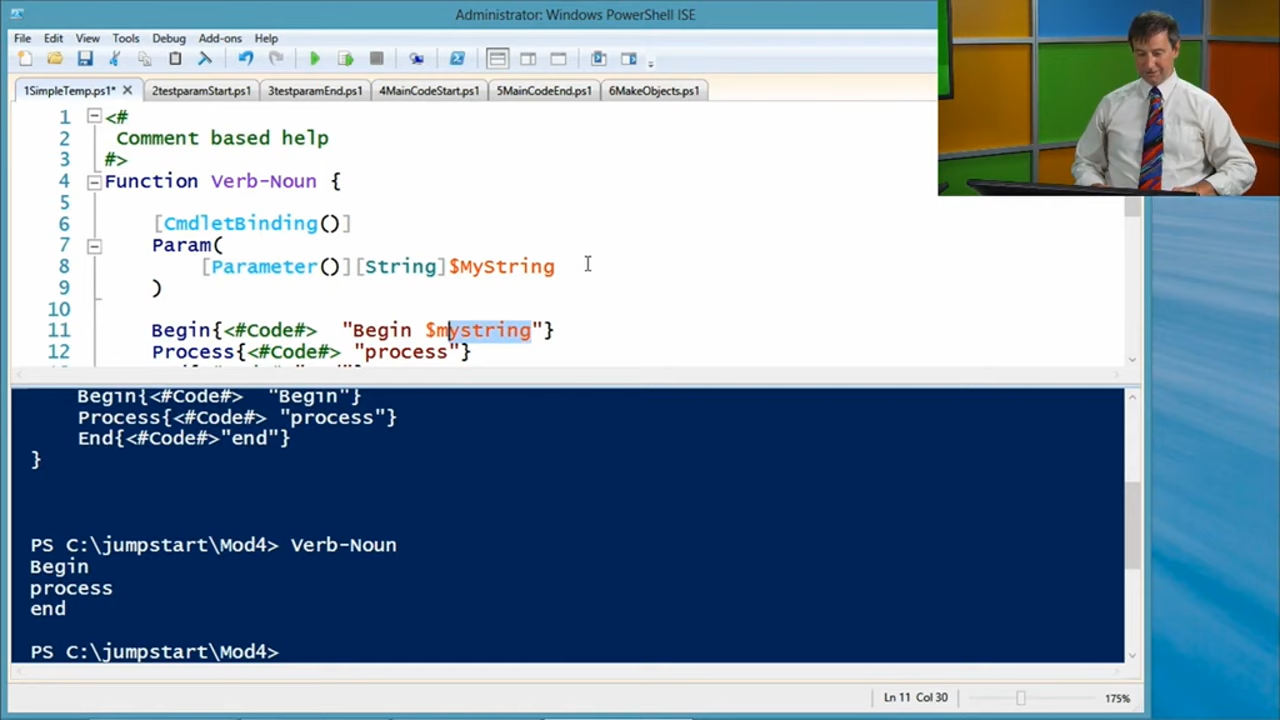 Administrator: Windows PowerShell ISE
File Edit View Tools Debug Add-ons Help
1SimpleTemp.ps1* X 2testparamStart.ps1 3testparamEnd.ps1 4MainCodeStart.ps1 5MainCodeEnd.ps1 6MakeObjects.ps1
1 <#
2 Comment based help
3 #>
4 Function Verb-Noun {
5
6 [CmdletBinding()]
7 Param(
8 [Parameter()][String]$MyString
9 )
10
11 Begin{<#Code#> "Begin $mystring"}
12 Process{<#Code#> "process"}
Begin{<#Code#> "Begin"}
Process{<#Code#> "process"}
End{<#Code#>"end"}
}
PS C:\jumpstart\Mod4> Verb-Noun
Begin
process
end
PS C:\jumpstart\Mod4>
Ln 11 Col 30 175%